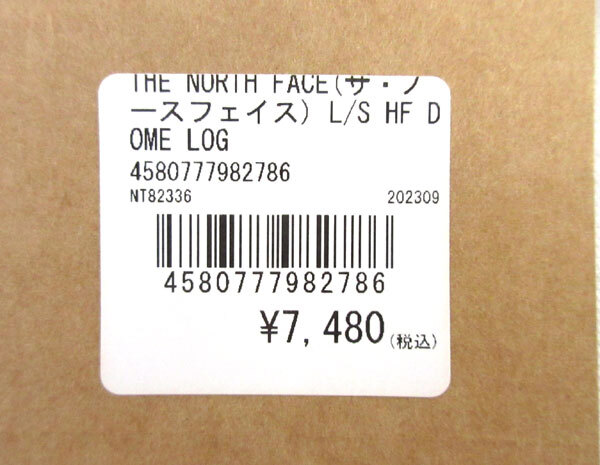 THE NORTH FACE(ザ・ノ
ースフェイス) L/S HF D
OME LOG
4580777982786
NT82336 202309
4580777982786
¥7,480(税込)